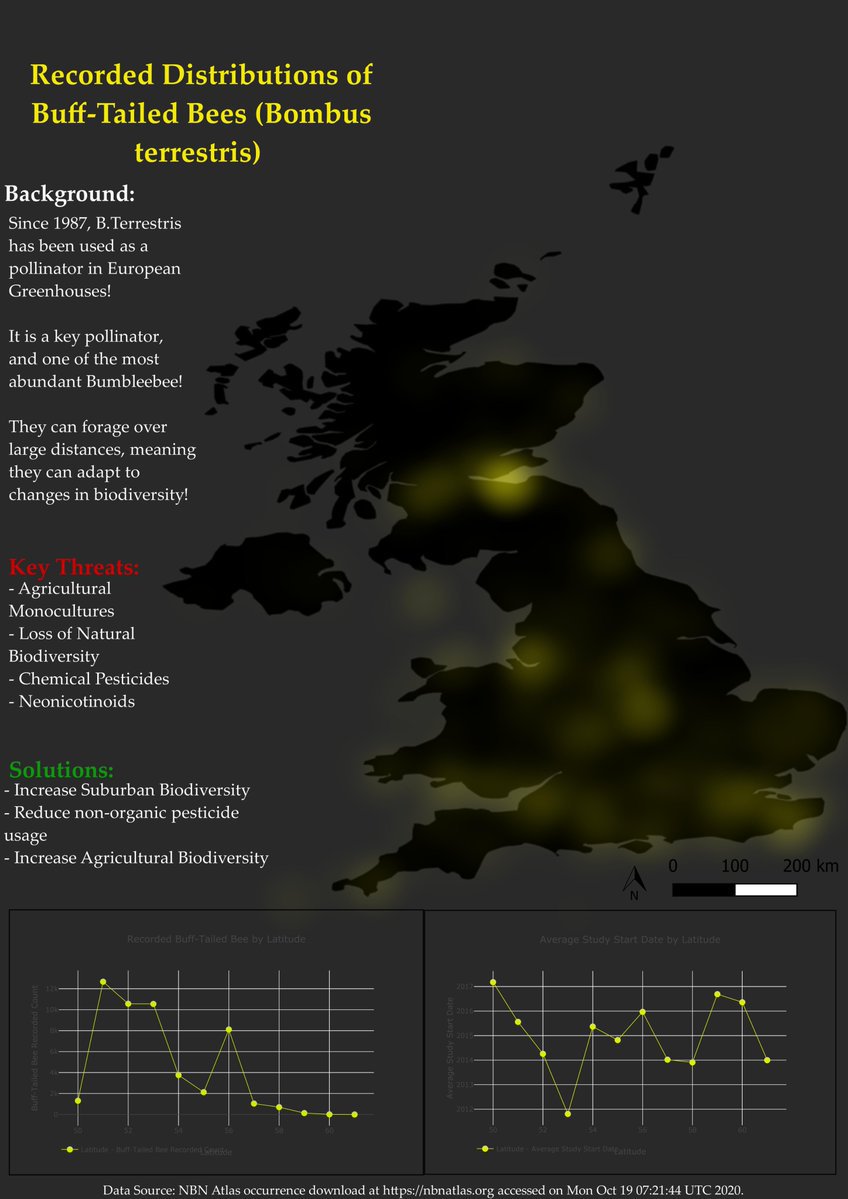 Recorded Distributions of
Buff-Tailed Bees (Bombus
terrestris)
Background:
Since 1987, B.Terrestris
has been used as a
pollinator in European
Greenhouses!
It is a key pollinator,
and one of the most
abundant Bumbleebee!
They can forage over
large distances, meaning
they can adapt to
changes in biodiversity!
Key Threats:
- Agricultural
Monocultures
- Loss of Natural
Biodiversity
- Chemical Pesticides
- Neonicotinoids
Solutions:
- Increase Suburban Biodiversity
- Reduce non-organic pesticide
usage
- Increase Agricultural Biodiversity
N
0 100 200 km
Recorded Buff-Tailed Bee by Latitude
Buff-Tailed Bee Recorded Count
12k
10k
8k
6k
4k
2k
0
50 52 54 56 58 60
Latitude
Latitude - Buff-Tailed Bee Recorded
Average Study Start Date by Latitude
Average Study Start Date
2017
2016
2015
2014
2013
2012
50 52 54 56 58 60
Latitude
Latitude - Average Study Start Date
Data Source: NBN Atlas occurrence download at https://nbnatlas.org accessed on Mon Oct 19 07:21:44 UTC 2020.